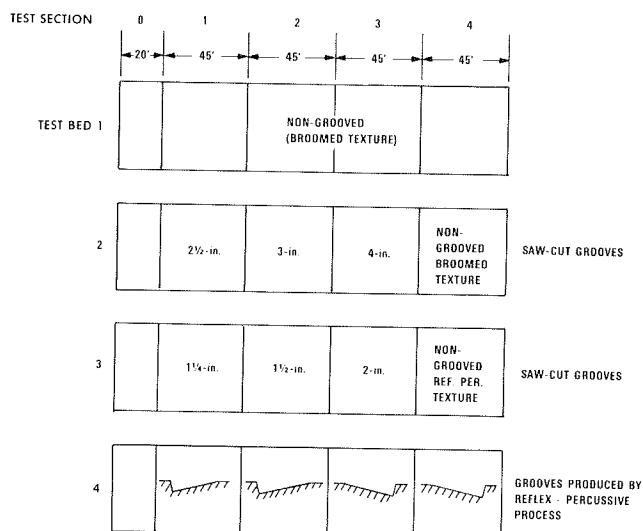 TEST SECTION 0 1 2 3 4
20' 45' 45' 45' 45'
TEST BED 1
NON-GROOVED
(BROOMED TEXTURE)
2
2½-in.
3-in.
4-in.
NON-
GROOVED
BROOMED
TEXTURE
SAW-CUT GROOVES
3
1¼-in.
1½-in.
2-in.
NON-
GROOVED
REF. PER.
TEXTURE
SAW-CUT GROOVES
4
GROOVES PRODUCED BY
REFLEX - PERCUSSIVE
PROCESS